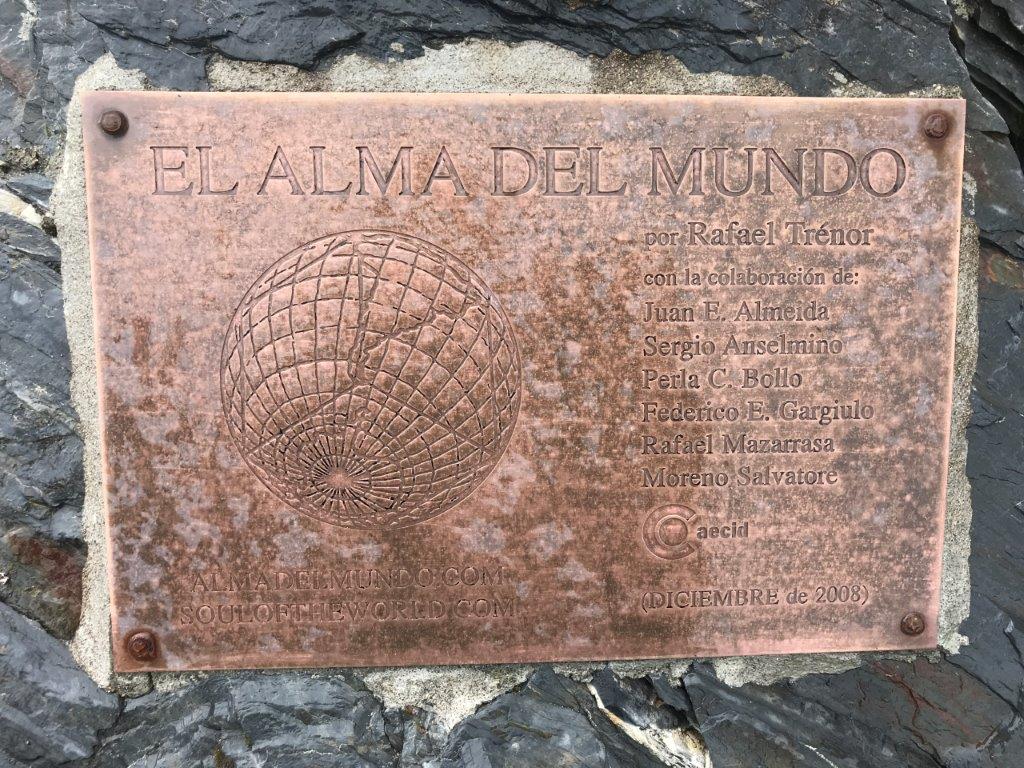 EL ALMA DEL MUNDO
por Rafael Trénor
con la colaboración de:
Juan E. Almeida
Sergio Anselmino
Perla C. Bollo
Federico E. Gargiulo
Rafael Mazarrasa
Moreno Salvatore
aecid
(DICIEMBRE de 2008)
ALMADELMUNDO.COM
SOULOFTHEWORLD.COM